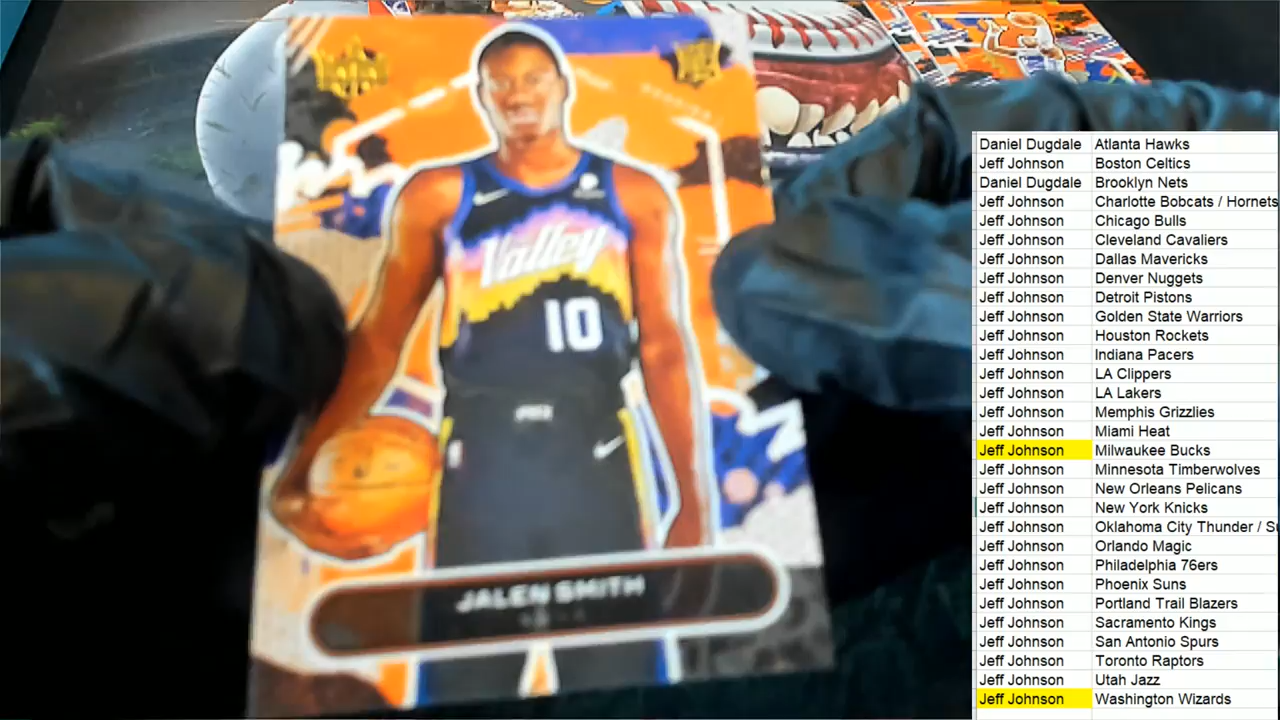 Valley
10
JALEN SMITH
Daniel Dugdale Atlanta Hawks
Jeff Johnson Boston Celtics
Daniel Dugdale Brooklyn Nets
Jeff Johnson Charlotte Bobcats / Hornets
Jeff Johnson Chicago Bulls
Jeff Johnson Cleveland Cavaliers
Jeff Johnson Dallas Mavericks
Jeff Johnson Denver Nuggets
Jeff Johnson Detroit Pistons
Jeff Johnson Golden State Warriors
Jeff Johnson Houston Rockets
Jeff Johnson Indiana Pacers
Jeff Johnson LA Clippers
Jeff Johnson LA Lakers
Jeff Johnson Memphis Grizzlies
Jeff Johnson Miami Heat
Jeff Johnson Milwaukee Bucks
Jeff Johnson Minnesota Timberwolves
Jeff Johnson New Orleans Pelicans
Jeff Johnson New York Knicks
Jeff Johnson Oklahoma City Thunder /
Jeff Johnson Orlando Magic
Jeff Johnson Philadelphia 76ers
Jeff Johnson Phoenix Suns
Jeff Johnson Portland Trail Blazers
Jeff Johnson Sacramento Kings
Jeff Johnson San Antonio Spurs
Jeff Johnson Toronto Raptors
Jeff Johnson Utah Jazz
Jeff Johnson Washington Wizards